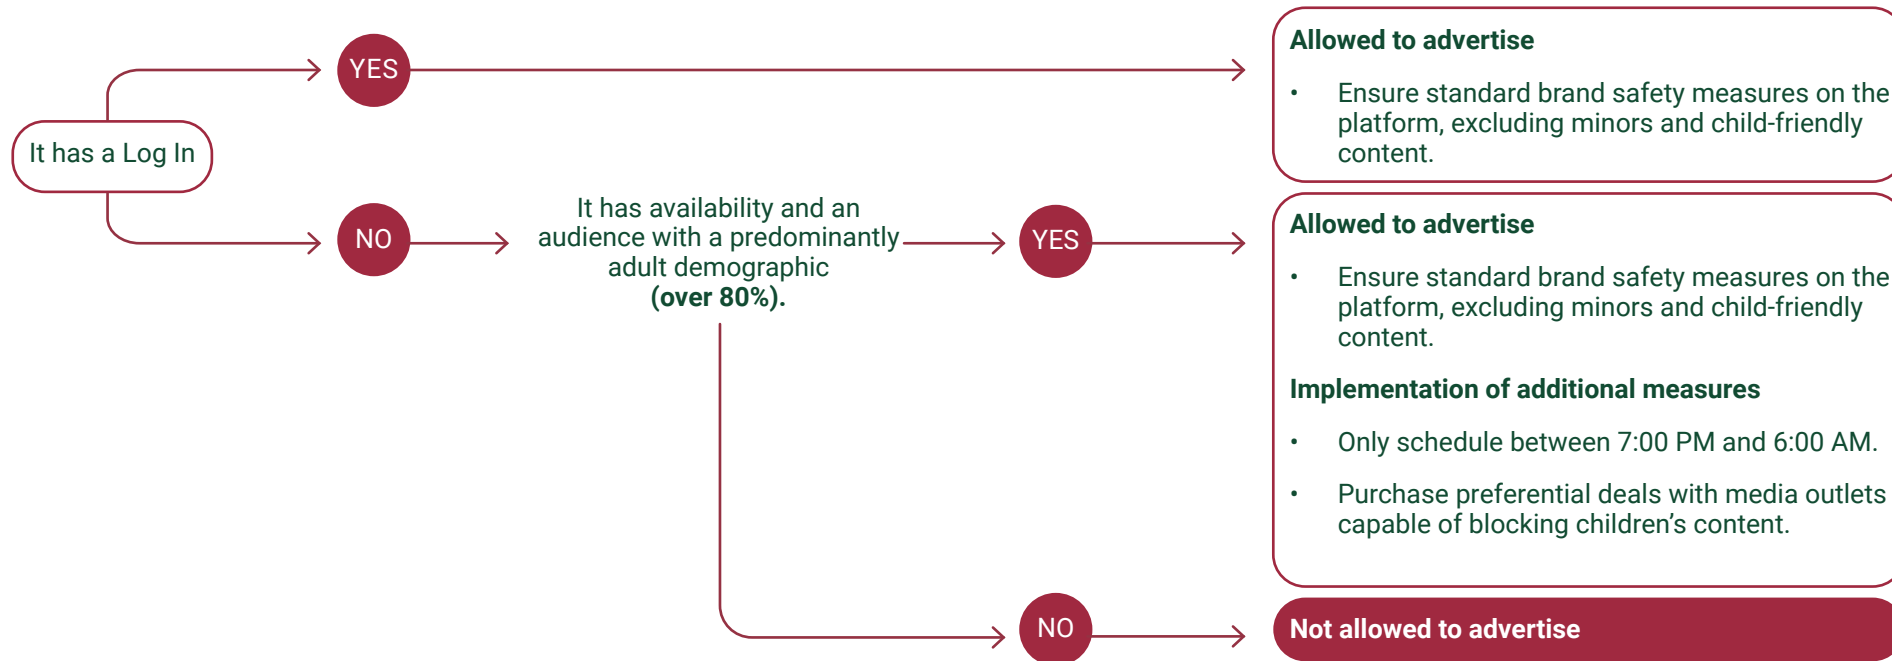 It has a Log In
YES
Allowed to advertise
• Ensure standard brand safety measures on the
platform, excluding minors and child-friendly
content.
NO
It has availability and an
audience with a predominantly
adult demographic
(over 80%).
YES
Allowed to advertise
• Ensure standard brand safety measures on the
platform, excluding minors and child-friendly
content.
Implementation of additional measures
• Only schedule between 7:00 PM and 6:00 AM.
• Purchase preferential deals with media outlets
capable of blocking children’s content.
NO
Not allowed to advertise